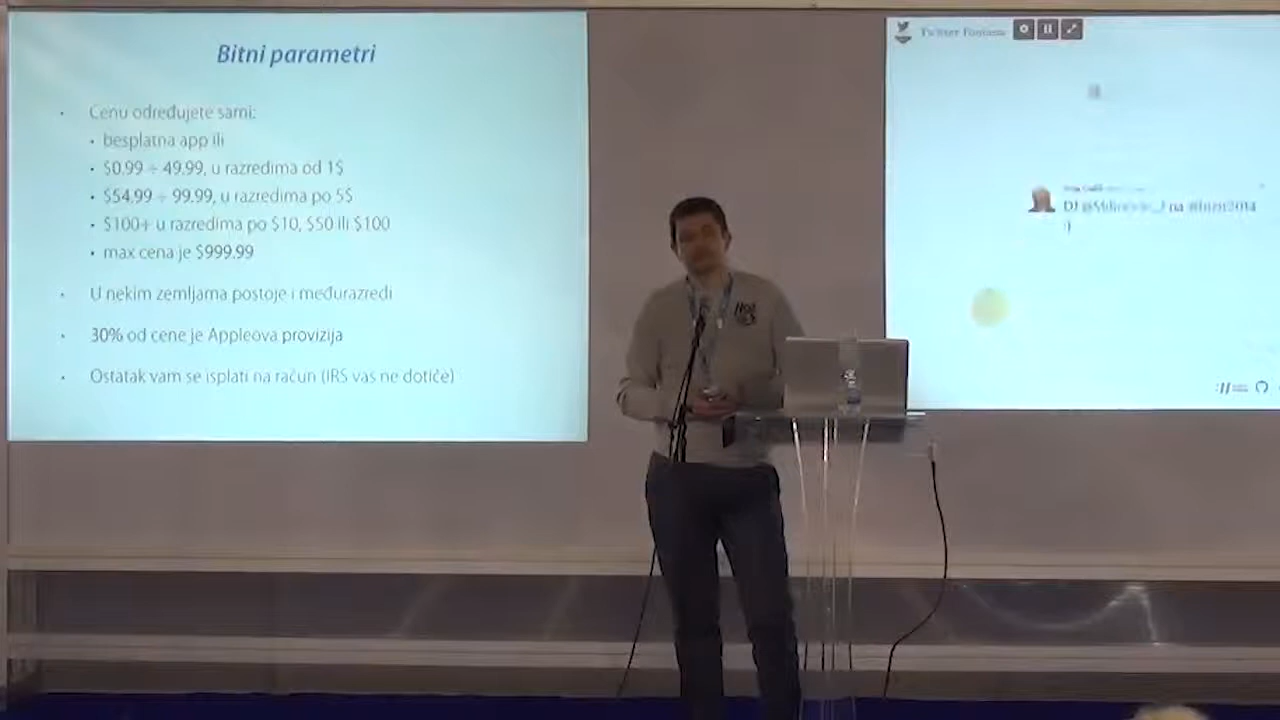 Bitni parametri
• Cenu određujete sami:
• besplatna app ili
• $0.99 ÷ 49.99, u razredima od 1$
• $54.99 ÷ 99.99, u razredima po 5$
• $100+ u razredima po $10, $50 ili $100
• max cena je $999.99
• U nekim zemljama postoje i međurazredi
• 30% od cene je Appleova provizija
• Ostatak vam se isplati na račun (IRS vas ne dotiče)
Twitter Fontana
DJ na
:)